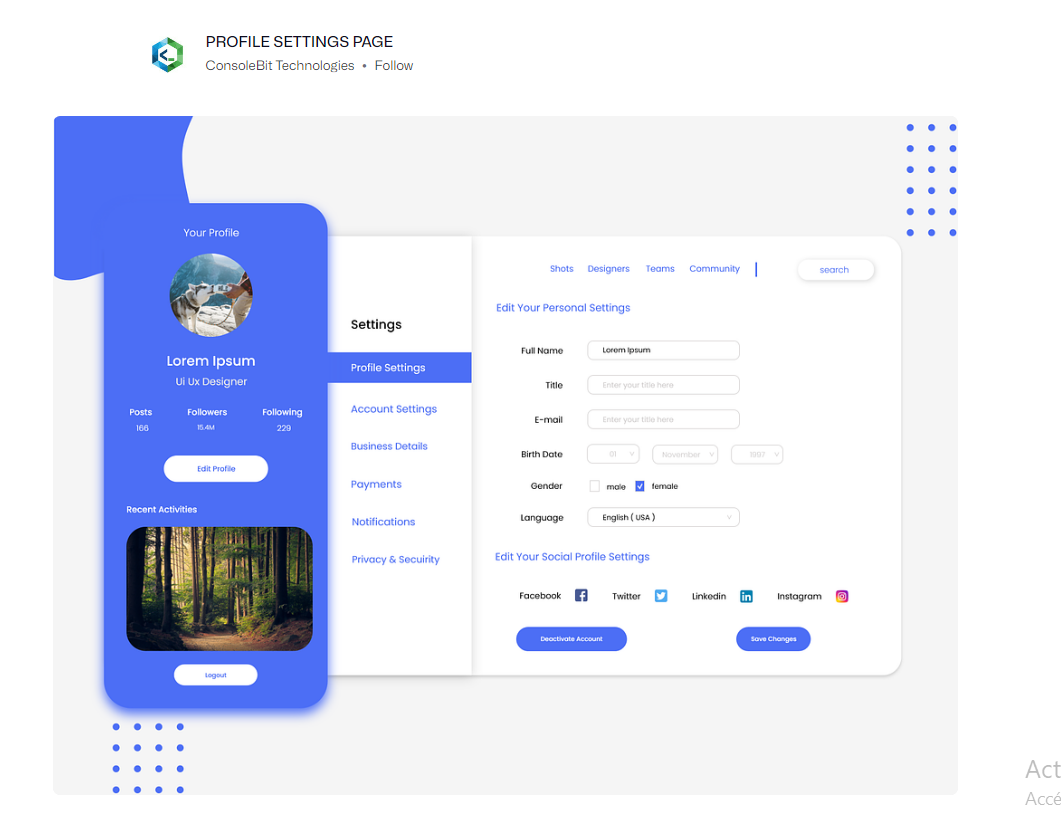 PROFILE SETTINGS PAGE
ConsoleBit Technologies • Follow
Your Profile
Lorem Ipsum
Ui Ux Designer
Posts Followers Following
166 15.4M 229
Edit Profile
Recent Activities
Logout
Settings
Profile Settings
Account Settings
Business Details
Payments
Notifications
Privacy & Secuirity
Shots Designers Teams Community | search
Edit Your Personal Settings
Full Name Lorem Ipsum
Title Enter your title here
E-mail Enter your title here
Birth Date 01 November 1997
Gender male female
Language English ( USA )
Edit Your Social Profile Settings
Facebook Twitter Linkedin Instagram
Deactivate Account Save Changes
Act
Accé